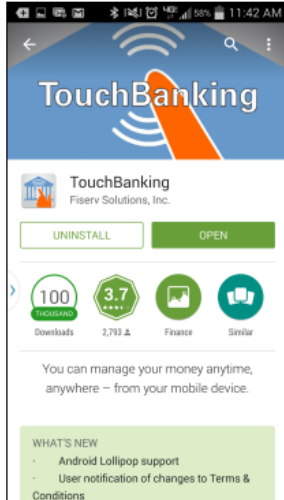 4GE 58% 11:42 AM
TouchBanking
TouchBanking
Fiserv Solutions, Inc.
UNINSTALL OPEN
100 3.7
THOUSAND
Downloads 2,793 Finance Similar
You can manage your money anytime,
anywhere – from your mobile device.
WHAT'S NEW
· Android Lollipop support
· User notification of changes to Terms &
Conditions